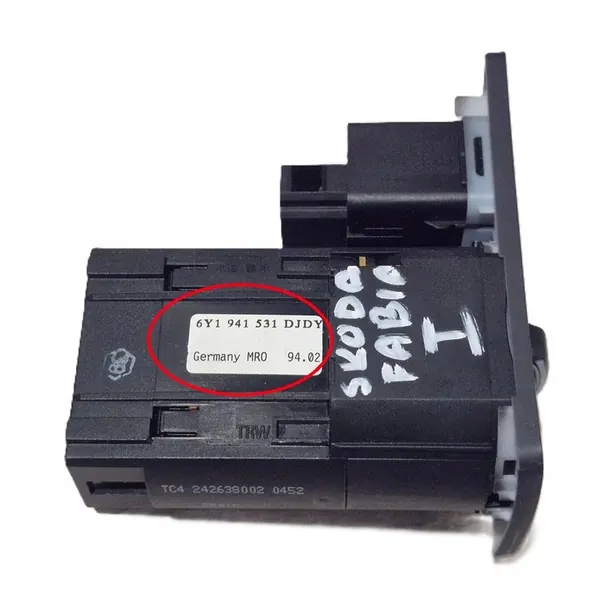 6Y1 941 531 DJDY
Germany MRO 94.02
SKODA
FABIA
I
TRW
TC4 242638002 0452